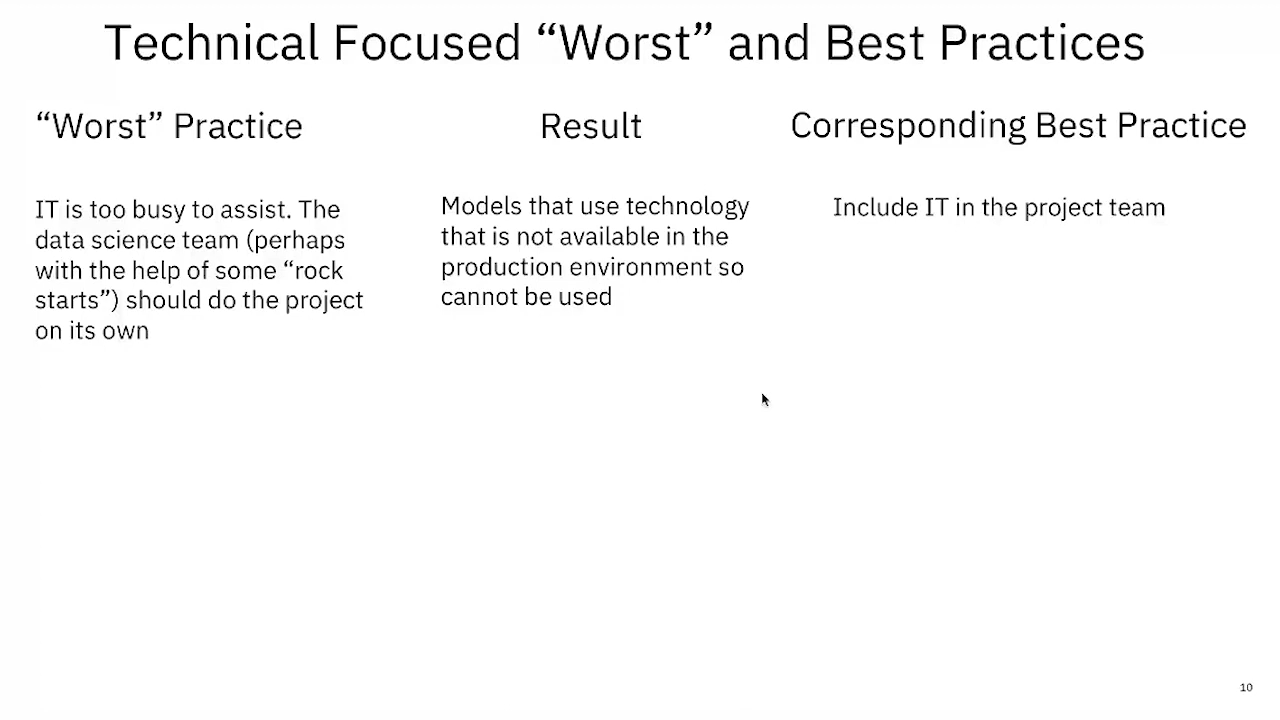 Technical Focused “Worst” and Best Practices
“Worst” Practice
Result
Corresponding Best Practice
IT is too busy to assist. The
data science team (perhaps
with the help of some “rock
starts”) should do the project
on its own
Models that use technology
that is not available in the
production environment so
cannot be used
Include IT in the project team
10